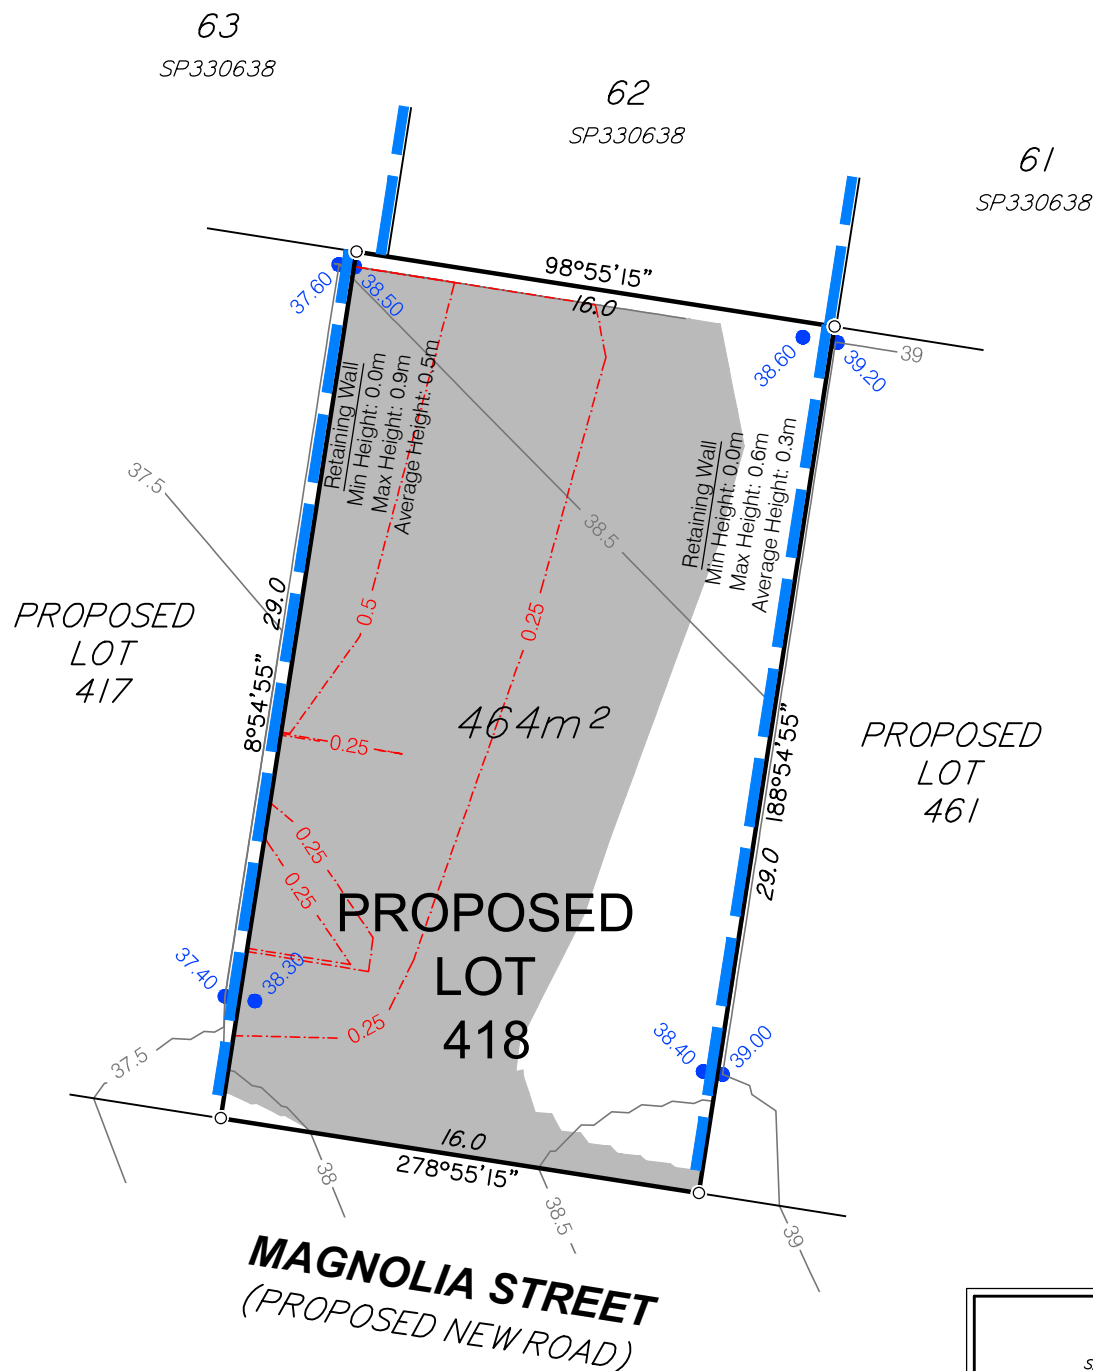 63
SP330638
62
SP330638
61
SP330638
98°55'15"
16.0
37.60
38.50
38.60
39.20
39
Retaining Wall
Min Height: 0.0m
Max Height: 0.9m
Average Height: 0.5m
Retaining Wall
Min Height: 0.0m
Max Height: 0.6m
Average Height: 0.3m
37.5
38.5
0.5
0.25
29.0
8°54'55"
PROPOSED
LOT
417
464m²
0.25
188°54'55"
29.0
PROPOSED
LOT
461
0.25
0.25
PROPOSED
LOT
418
37.40
38.30
0.25
38.40
39.00
37.5
16.0
278°55'15"
38
38.5
39
MAGNOLIA STREET
(PROPOSED NEW ROAD)